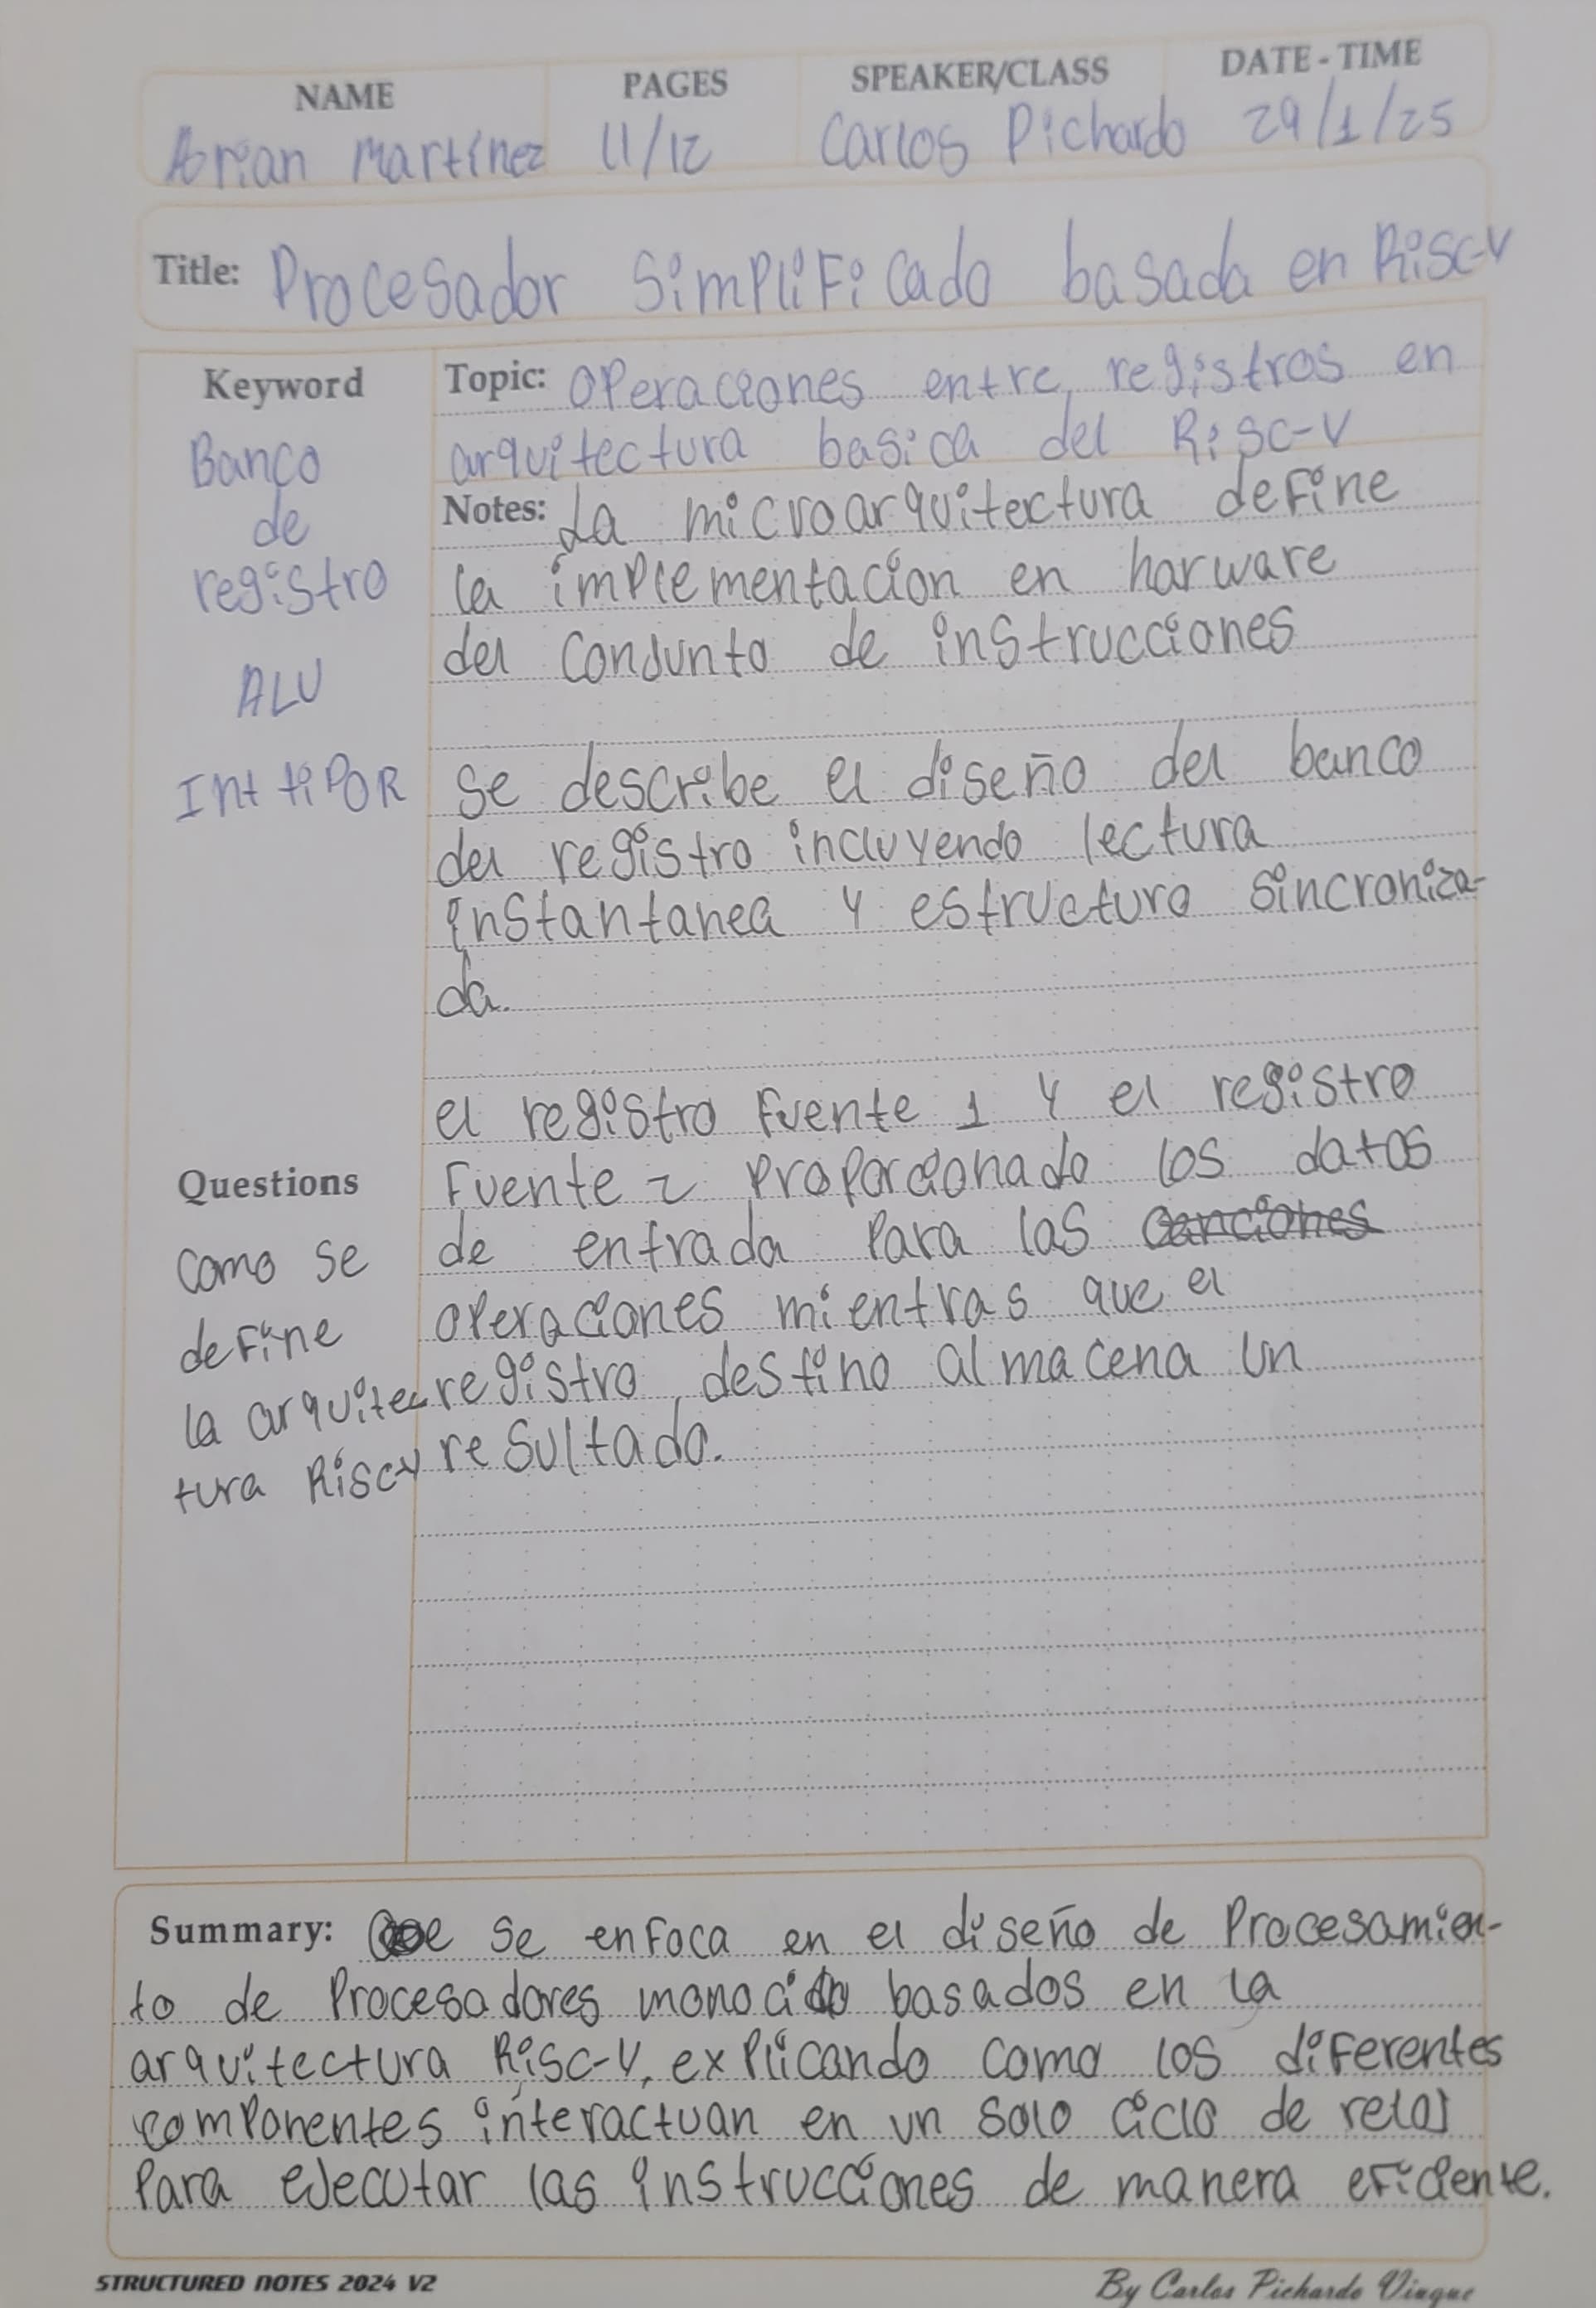 NAME PAGES SPEAKER/CLASS DATE - TIME
Arian Martínez 11/12 Carlos Pichardo 29/1/25
Title: Procesador Simplificado basada en Risc-V
Keyword
Banco
de
registro
ALU
Int tipo R
Topic: Operaciones entre registros en
arquitectura basica del Risc-V
Notes: La microarquitectura define
la implementacion en harware
del conjunto de instrucciones
Se describe el diseño del banco
del registro incluyendo lectura
instantanea y estructura sincroniza-
da.
el registro fuente 1 y el registro
fuente 2 proporcionado los datos
de entrada para las canciones
operaciones mientras que el
registro destino almacena un
resultado.
Questions
Como se
define
la arquitec
tura Risc-V
Summary: Se enfoca en el diseño de Procesamien-
to de Procesadores basados en la
arquitectura Risc-V, explicando como los diferentes
componentes interactuan en un solo ciclo de reloj
Para ejecutar las instrucciones de manera eficiente.
STRUCTURED NOTES 2024 V2
By Carlos Pichardo Viuque